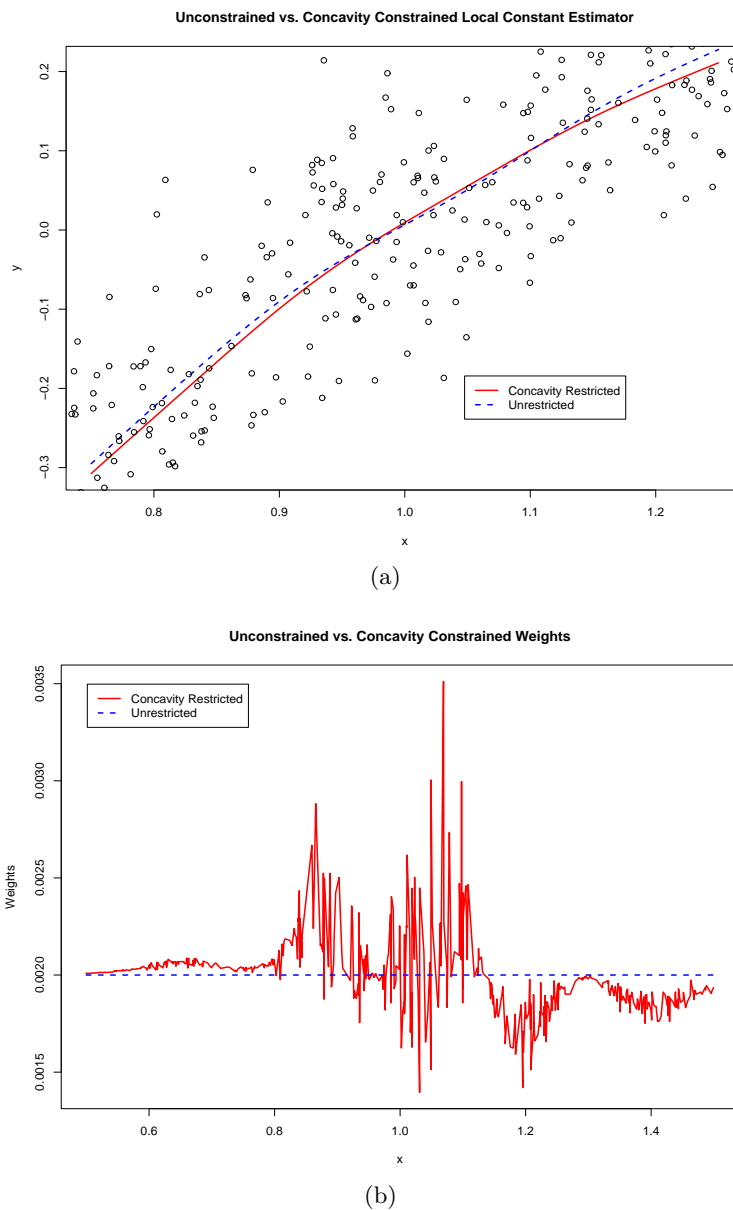 Unconstrained vs. Concavity Constrained Local Constant Estimator
0.2
0.1
0.0
−0.1
−0.2
−0.3
y
Concavity Restricted
Unrestricted
0.8 0.9 1.0 1.1 1.2
x
(a)
Unconstrained vs. Concavity Constrained Weights
0.0035
0.0030
0.0025
0.0020
0.0015
Weights
Concavity Restricted
Unrestricted
0.6 0.8 1.0 1.2 1.4
x
(b)